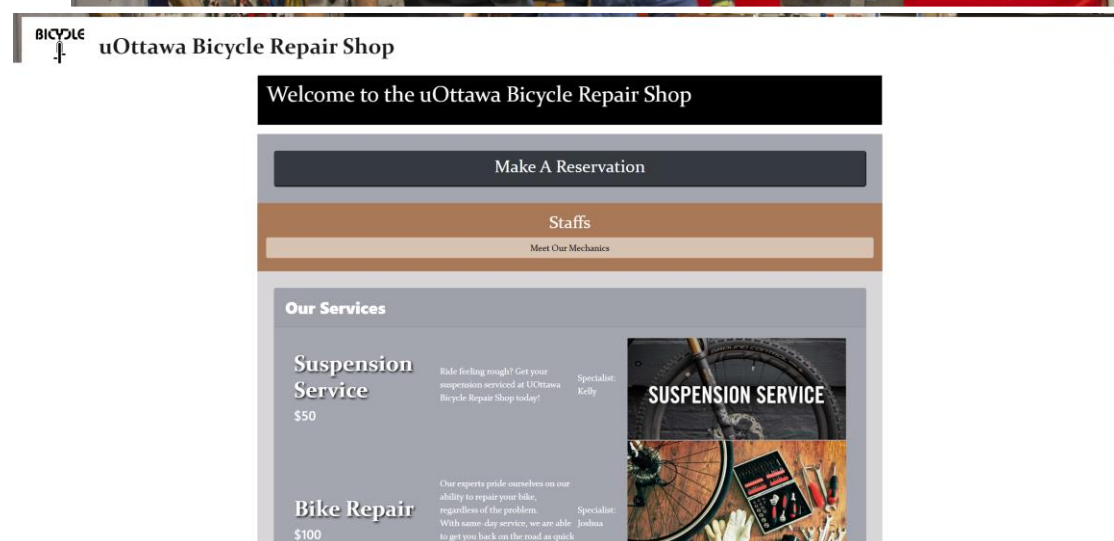 BICYCLE
uOttawa Bicycle Repair Shop
Welcome to the uOttawa Bicycle Repair Shop
Make A Reservation
Staffs
Meet Our Mechanics
Our Services
Suspension
Service
$50
Ride feeling rough? Get your
suspension serviced at UOttawa
Bicycle Repair Shop today!
Specialist:
Kelly
SUSPENSION SERVICE
Bike Repair
$100
Our experts pride ourselves on our
ability to repair your bike,
regardless of the problem.
With same-day service, we are able
to get you back on the road as quick
Specialist:
Joshua